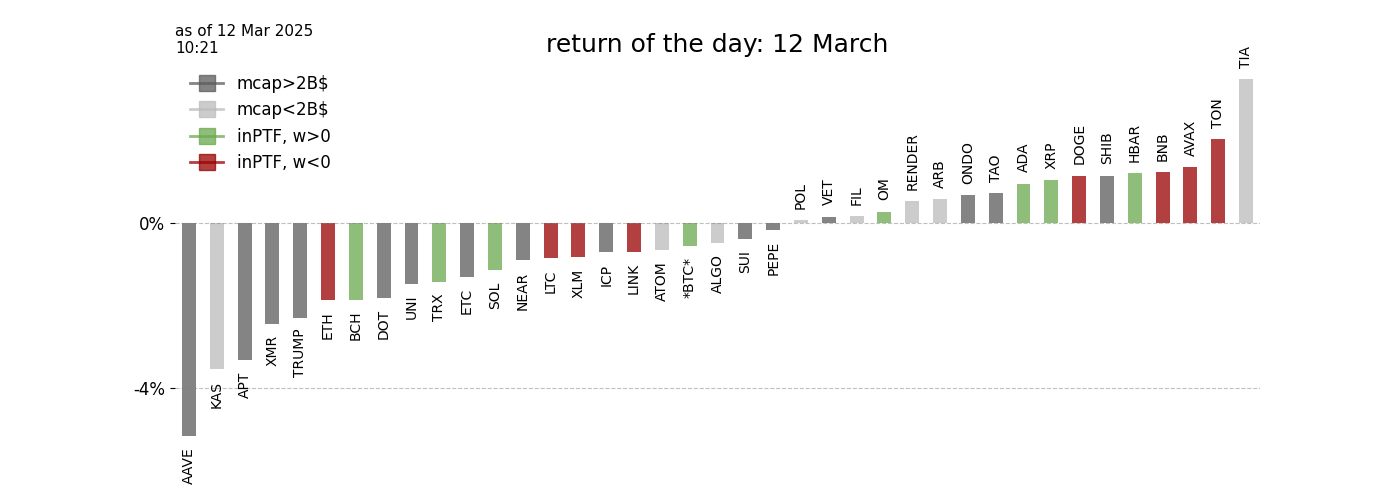 as of 12 Mar 2025
10:21
return of the day: 12 March
mcap>2B$
mcap<2B$
inPTF, w>0
inPTF, w<0
0%
-4%
AAVE
KAS
APT
XMR
TRUMP
ETH
BCH
DOT
UNI
TRX
ETC
SOL
NEAR
LTC
XLM
ICP
LINK
ATOM
*BTC*
ALGO
SUI
PEPE
POL
VET
FIL
OM
RENDER
ARB
ONDO
TAO
ADA
XRP
DOGE
SHIB
HBAR
BNB
AVAX
TON
TIA